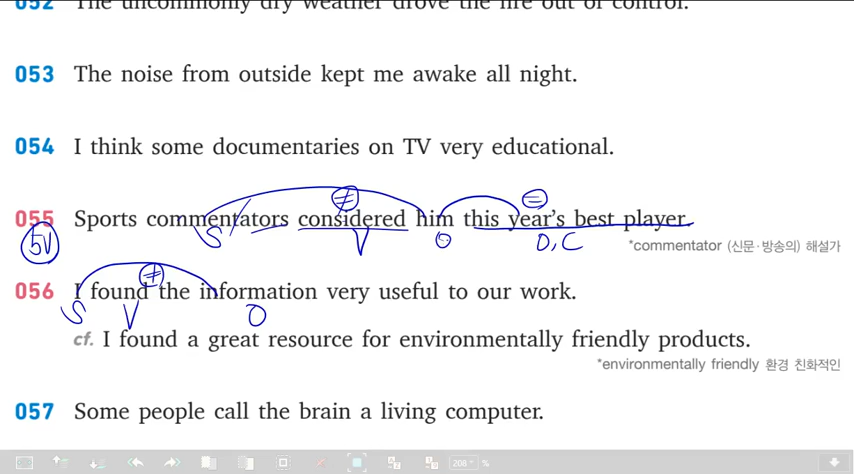 052 The uncommonly dry weather drove the fire out of control.
053 The noise from outside kept me awake all night.
054 I think some documentaries on TV very educational.
055 Sports commentators considered him this year's best player.
5V S V O O.C
*commentator (신문·방송의) 해설가
056 I found the information very useful to our work.
S V O
cf. I found a great resource for environmentally friendly products.
*environmentally friendly 환경 친화적인
057 Some people call the brain a living computer.
208 %